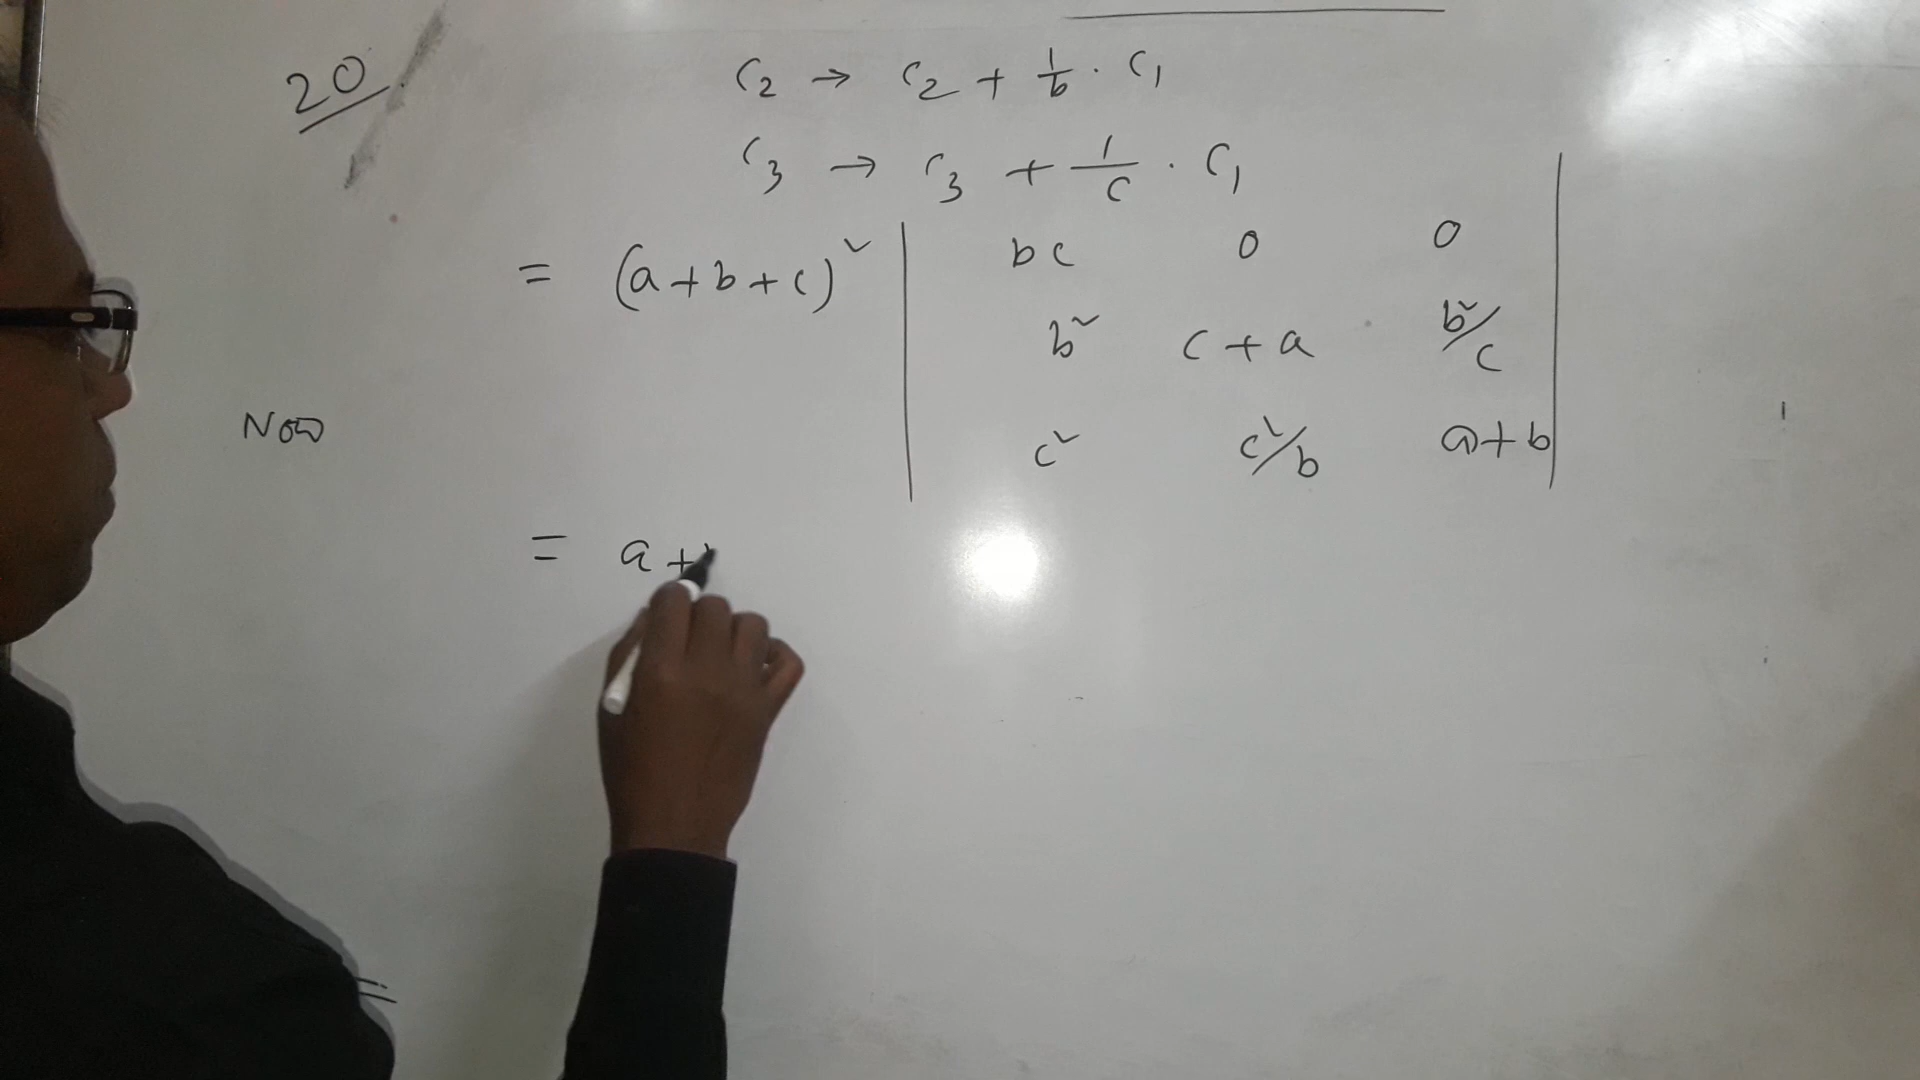 20.
C₂ → C₂ + 1/b · C₁
C₃ → C₃ + 1/c · C₁
= (a+b+c)² | bc 0 0 |
| b² c+a b²/c |
| c² c²/b a+b |
Now
= a +